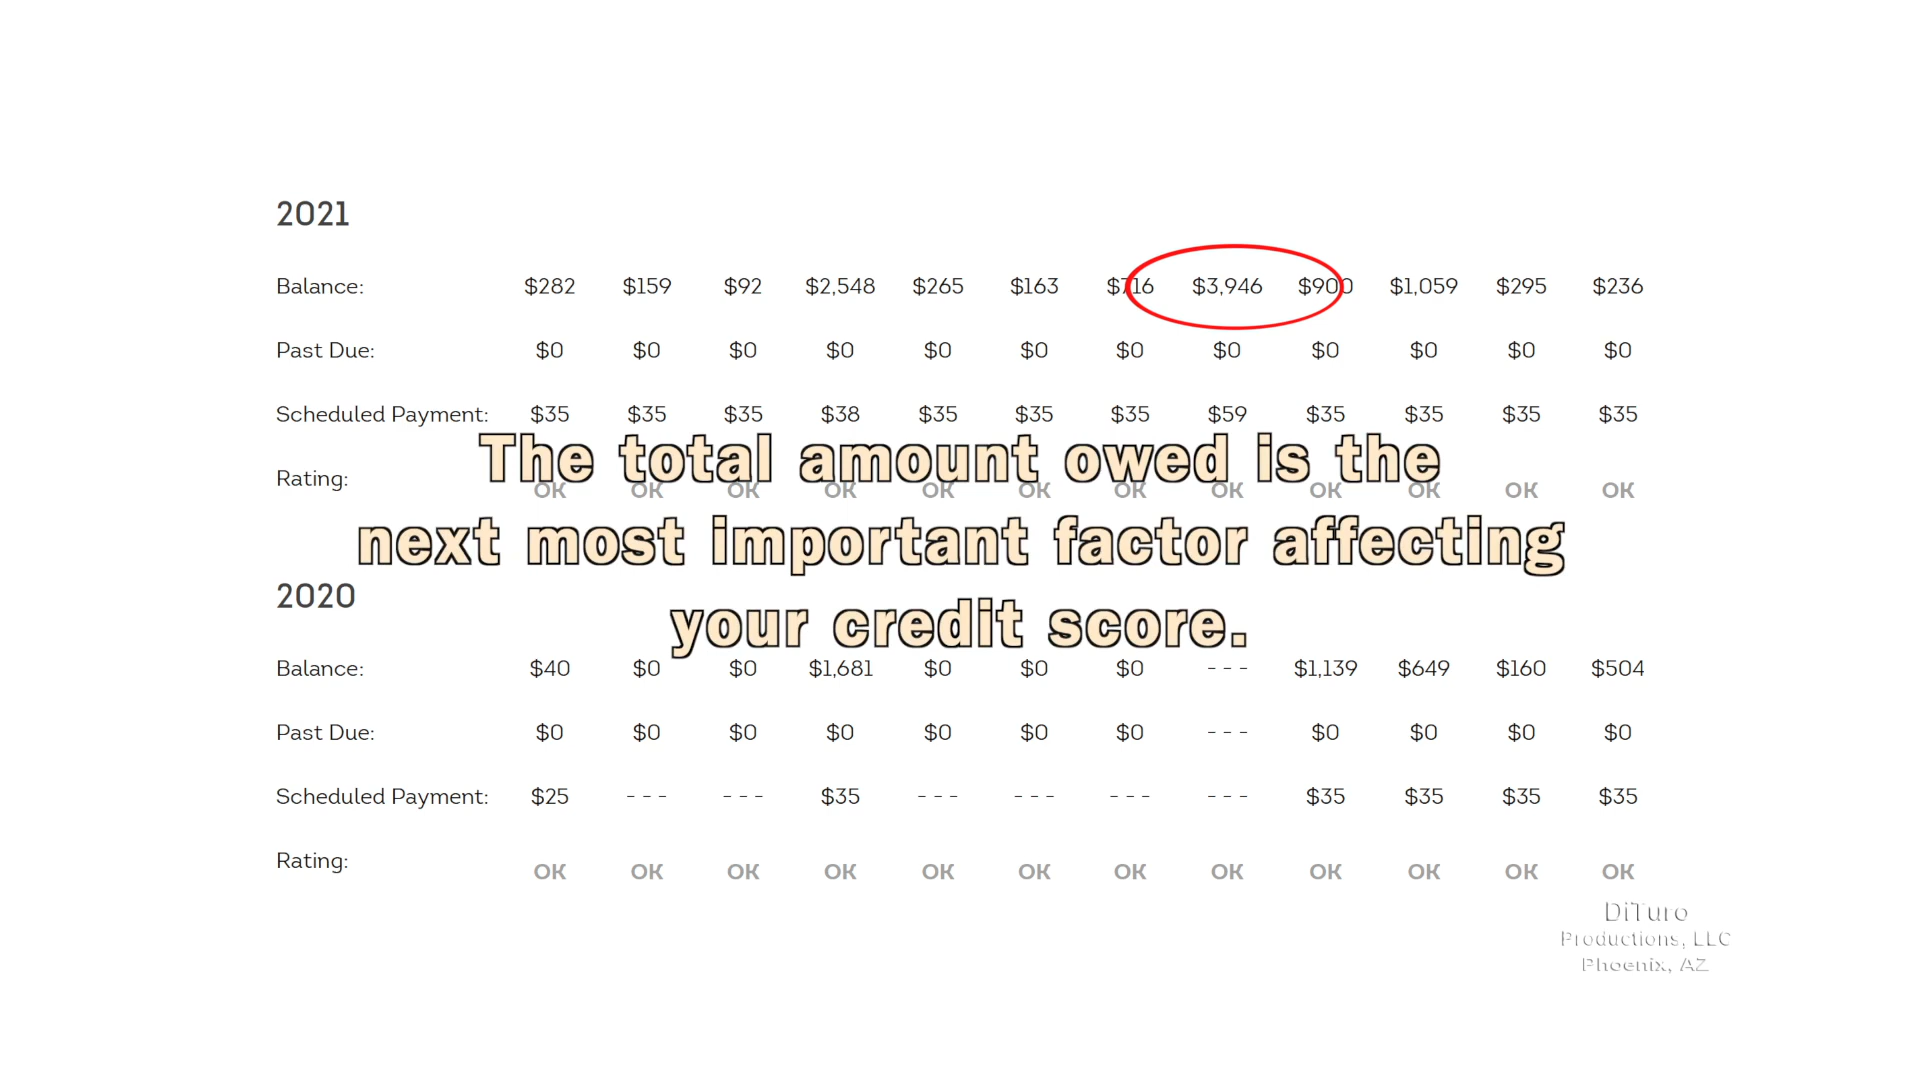 2021
Balance: $282 $159 $92 $2,548 $265 $163 $716 $3,946 $900 $1,059 $295 $236
Past Due: $0 $0 $0 $0 $0 $0 $0 $0 $0 $0 $0 $0
Scheduled Payment: $35 $35 $35 $38 $35 $35 $35 $59 $35 $35 $35 $35
The total amount owed is the
Rating: OK OK OK OK OK OK OK OK OK OK OK OK
next most important factor affecting
2020
your credit score.
Balance: $40 $0 $0 $1,681 $0 $0 $0 --- $1,139 $649 $160 $504
Past Due: $0 $0 $0 $0 $0 $0 $0 --- $0 $0 $0 $0
Scheduled Payment: $25 --- --- $35 --- --- --- --- $35 $35 $35 $35
Rating: OK OK OK OK OK OK OK OK OK OK OK OK
DiTuro
Productions, LLC
Phoenix, AZ